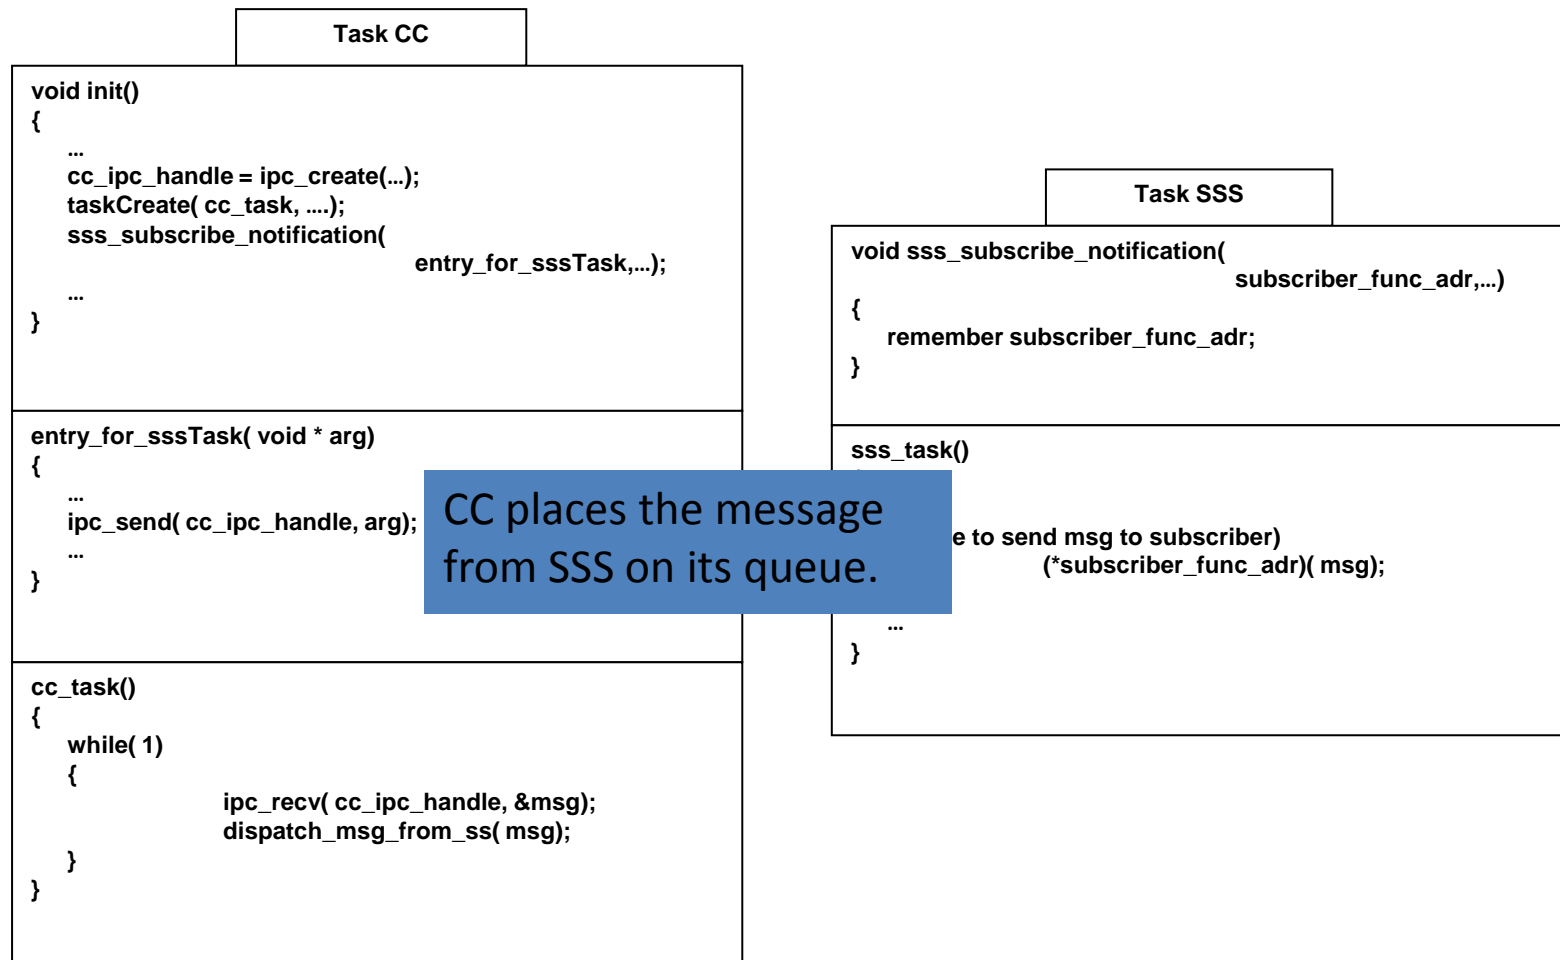 Task CC
void init()
{
…
cc_ipc_handle = ipc_create(…);
taskCreate( cc_task, ….);
sss_subscribe_notification(
entry_for_sssTask,…);
…
}
entry_for_sssTask( void * arg)
{
…
ipc_send( cc_ipc_handle, arg);
…
}
cc_task()
{
while( 1)
{
ipc_recv( cc_ipc_handle, &msg);
dispatch_msg_from_ss( msg);
}
}
CC places the message
from SSS on its queue.
Task SSS
void sss_subscribe_notification(
subscriber_func_adr,…)
{
remember subscriber_func_adr;
}
sss_task()
to send msg to subscriber)
(*subscriber_func_adr)( msg);
…
}